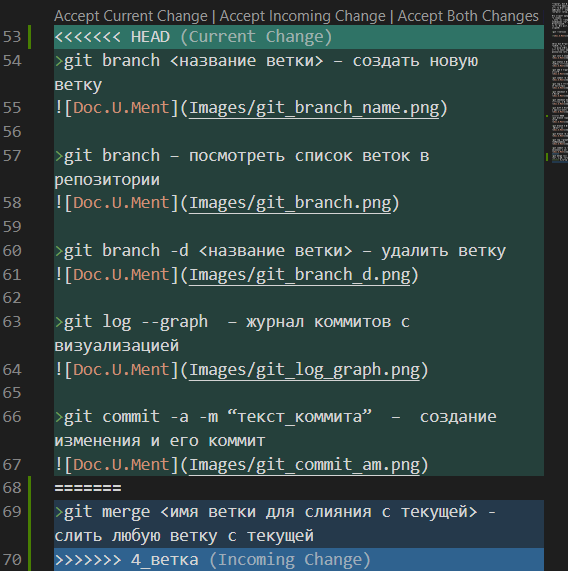 Accept Current Change | Accept Incoming Change | Accept Both Changes
53 <<<<<<< HEAD (Current Change)
54 >git branch <название ветки> – создать новую
ветку
55 ![Doc.U.Ment](Images/git_branch_name.png)
56
57 >git branch – посмотреть список веток в
репозитории
58 ![Doc.U.Ment](Images/git_branch.png)
59
60 >git branch -d <название ветки> – удалить ветку
61 ![Doc.U.Ment](Images/git_branch_d.png)
62
63 >git log --graph  – журнал коммитов с
визуализацией
64 ![Doc.U.Ment](Images/git_log_graph.png)
65
66 >git commit -a -m “текст_коммита”  –  создание
изменения и его коммит
67 ![Doc.U.Ment](Images/git_commit_am.png)
68 =======
69 >git merge <имя ветки для слияния с текущей> -
слить любую ветку с текущей
70 >>>>>>> 4_ветка (Incoming Change)